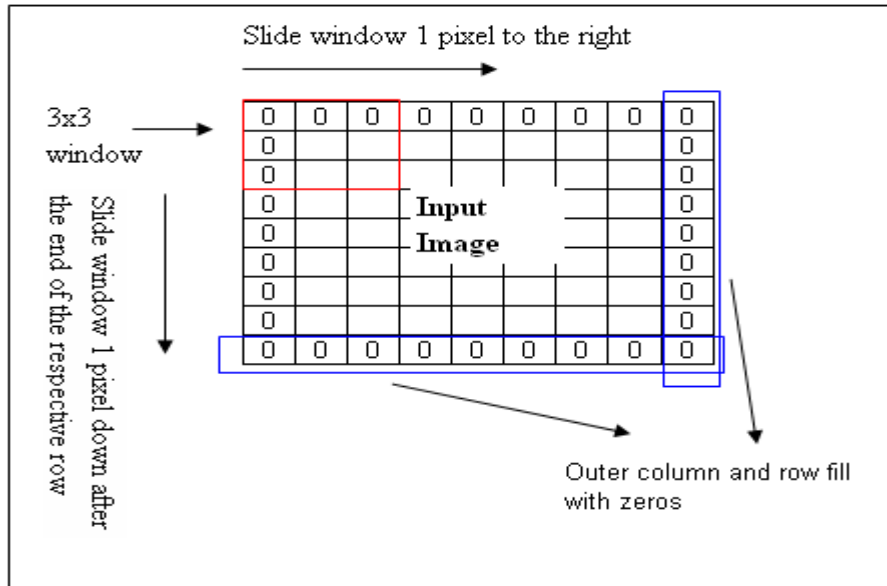 Slide window 1 pixel to the right
3x3
window
0 0 0 0 0 0 0 0 0
0 0
0 0
0 0
0 0
0 0
0 0
0 0
0 0 0 0 0 0 0 0 0
Input
Image
Slide window 1 pixel down after
the end of the respective row
Outer column and row fill
with zeros